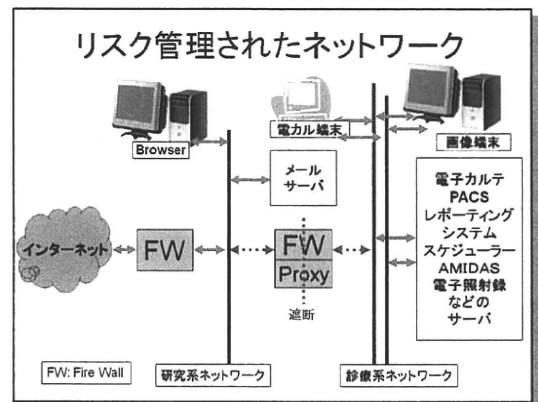 リスク管理されたネットワーク
Browser
電カル端末
画像端末
メール
サーバ
電子カルテ
PACS
レポーティング
システム
スケジューラー
AMIDAS
電子照射録
などの
サーバ
インターネット
FW
FW
Proxy
遮断
FW: Fire Wall
研究系ネットワーク
診療系ネットワーク